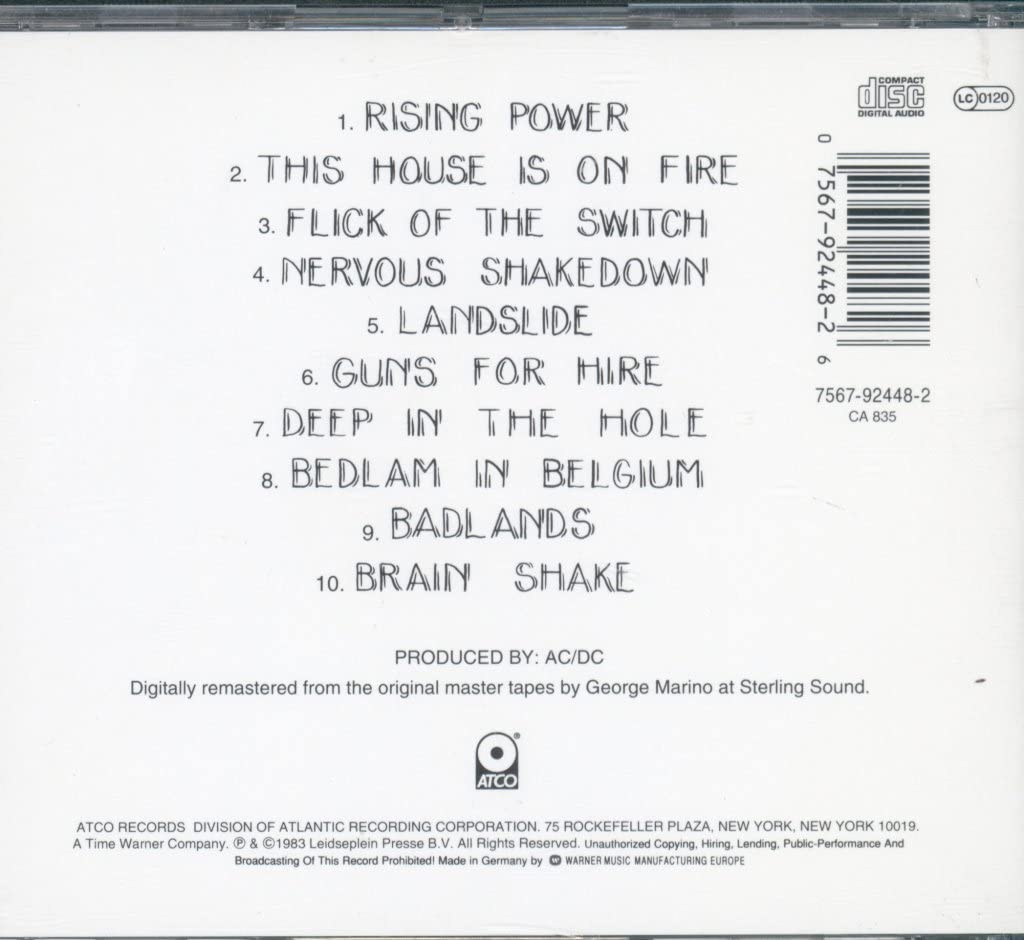 1. RISING POWER
2. THIS HOUSE IS ON FIRE
3. FLICK OF THE SWITCH
4. NERVOUS SHAKEDOWN
5. LANDSLIDE
6. GUNS FOR HIRE
7. DEEP IN THE HOLE
8. BEDLAM IN BELGIUM
9. BADLANDS
10. BRAIN SHAKE
COMPACT
disc
DIGITAL AUDIO
LC 0120
0 7567-92448-2 6
7567-92448-2
CA 835
PRODUCED BY: AC/DC
Digitally remastered from the original master tapes by George Marino at Sterling Sound.
ATCO®
ATCO RECORDS DIVISION OF ATLANTIC RECORDING CORPORATION. 75 ROCKEFELLER PLAZA, NEW YORK, NEW YORK 10019.
A Time Warner Company. ℗ & ©1983 Leidseplein Presse B.V. All Rights Reserved. Unauthorized Copying, Hiring, Lending, Public-Performance And
Broadcasting Of This Record Prohibited! Made in Germany by WARNER MUSIC MANUFACTURING EUROPE